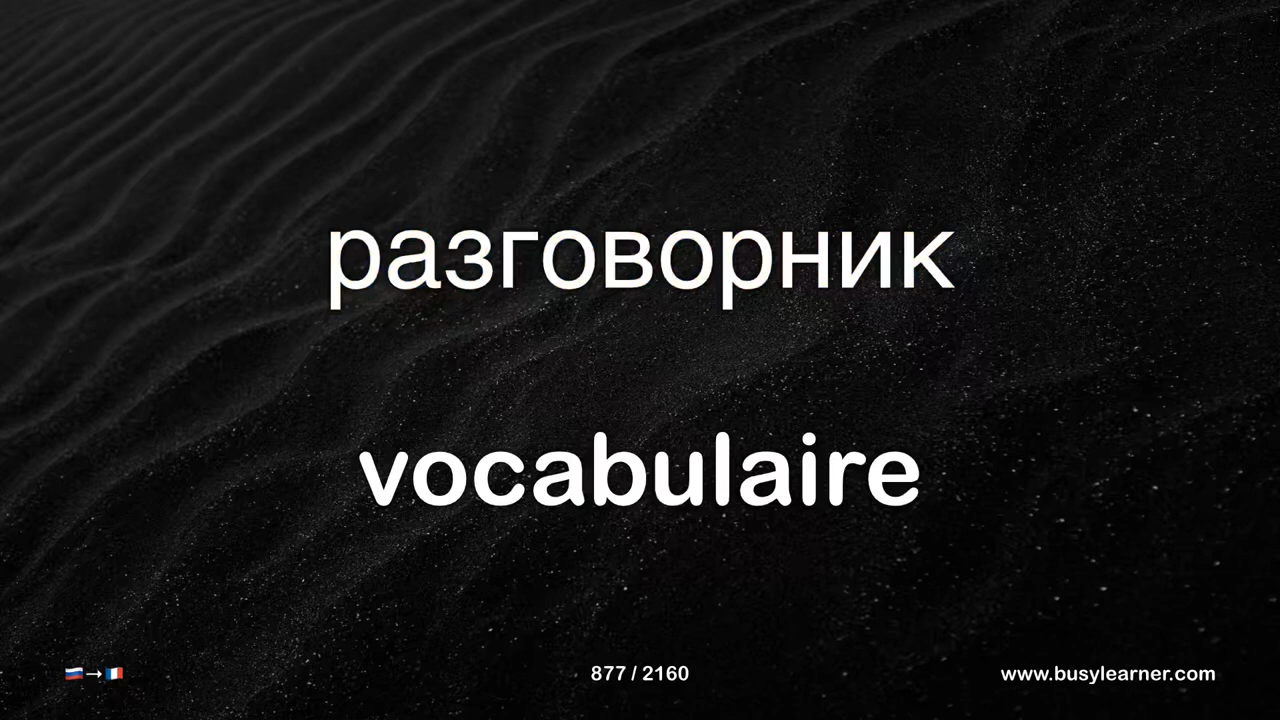 разговорник
vocabulaire
🇷🇺→🇫🇷
877 / 2160
www.busylearner.com